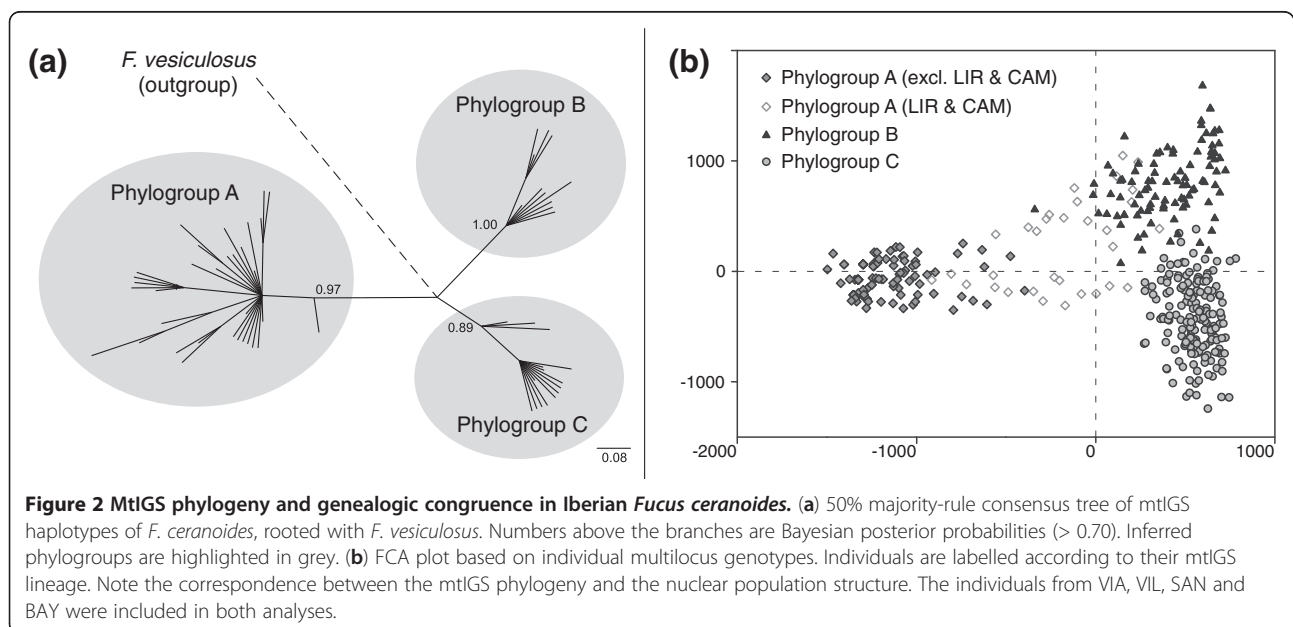 (a)
F. vesiculosus
(outgroup)
Phylogroup B
Phylogroup A
1.00
0.97
0.89
Phylogroup C
0.08
(b)
Phylogroup A (excl. LIR & CAM)
Phylogroup A (LIR & CAM)
Phylogroup B
Phylogroup C
1000
0
-1000
-2000
-1000
0
1000
Figure 2 MtIGS phylogeny and genealogic congruence in Iberian Fucus ceranoides. (a) 50% majority-rule consensus tree of mtIGS
haplotypes of F. ceranoides, rooted with F. vesiculosus. Numbers above the branches are Bayesian posterior probabilities (> 0.70). Inferred
phylogroups are highlighted in grey. (b) FCA plot based on individual multilocus genotypes. Individuals are labelled according to their mtIGS
lineage. Note the correspondence between the mtIGS phylogeny and the nuclear population structure. The individuals from VIA, VIL, SAN and
BAY were included in both analyses.